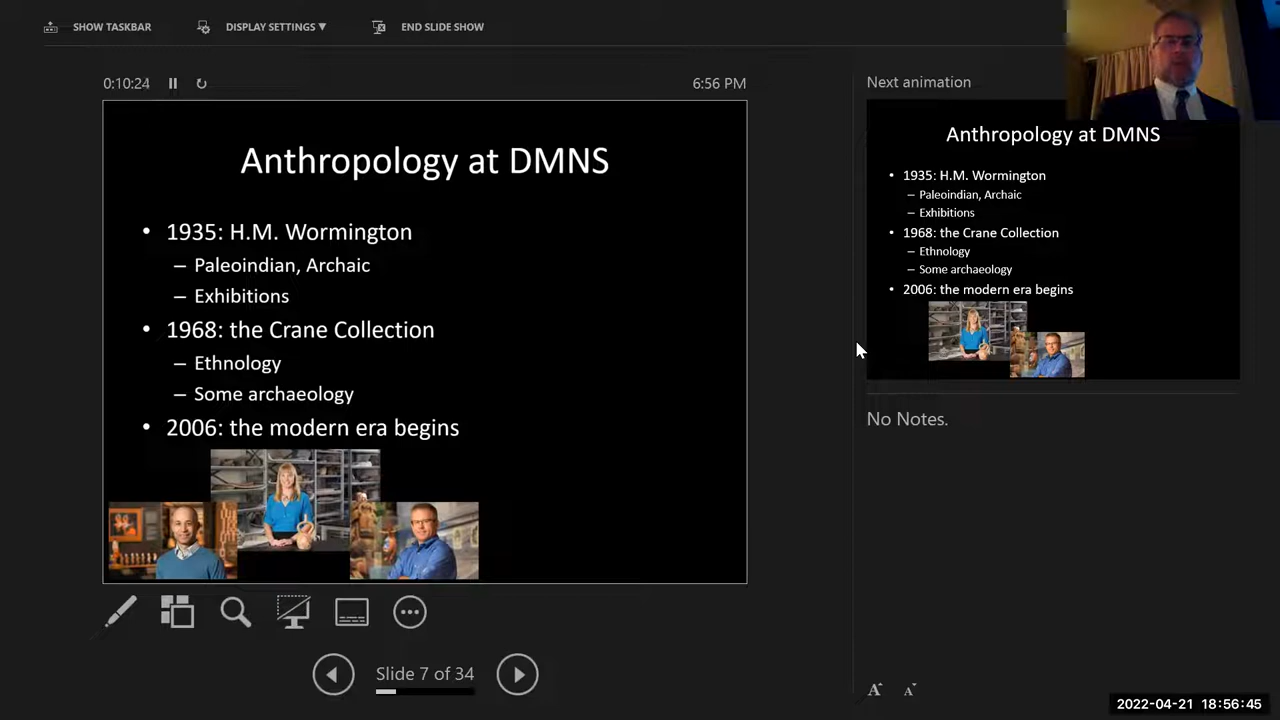 SHOW TASKBAR
DISPLAY SETTINGS ▼
END SLIDE SHOW
0:10:24
6:56 PM
Anthropology at DMNS
• 1935: H.M. Wormington
– Paleoindian, Archaic
– Exhibitions
• 1968: the Crane Collection
– Ethnology
– Some archaeology
• 2006: the modern era begins
Slide 7 of 34
Next animation
Anthropology at DMNS
• 1935: H.M. Wormington
– Paleoindian, Archaic
– Exhibitions
• 1968: the Crane Collection
– Ethnology
– Some archaeology
• 2006: the modern era begins
No Notes.
A A
2022-04-21 18:56:45